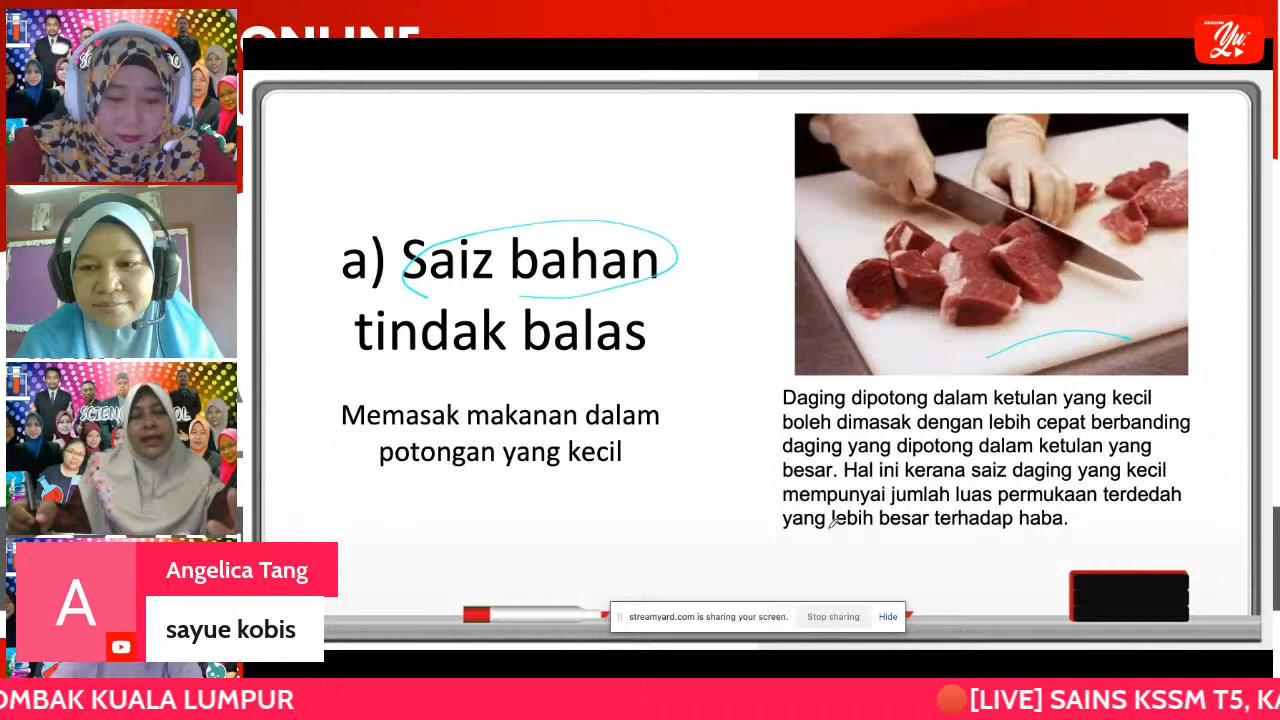 ONLINE
ACADEMIC
Yu.
a) Saiz bahan
tindak balas
Memasak makanan dalam
potongan yang kecil
Daging dipotong dalam ketulan yang kecil
boleh dimasak dengan lebih cepat berbanding
daging yang dipotong dalam ketulan yang
besar. Hal ini kerana saiz daging yang kecil
mempunyai jumlah luas permukaan terdedah
yang lebih besar terhadap haba.
Angelica Tang
A
sayue kobis
streamyard.com is sharing your screen.
Stop sharing
Hide
OMBAK KUALA LUMPUR
[LIVE] SAINS KSSM T5, KA